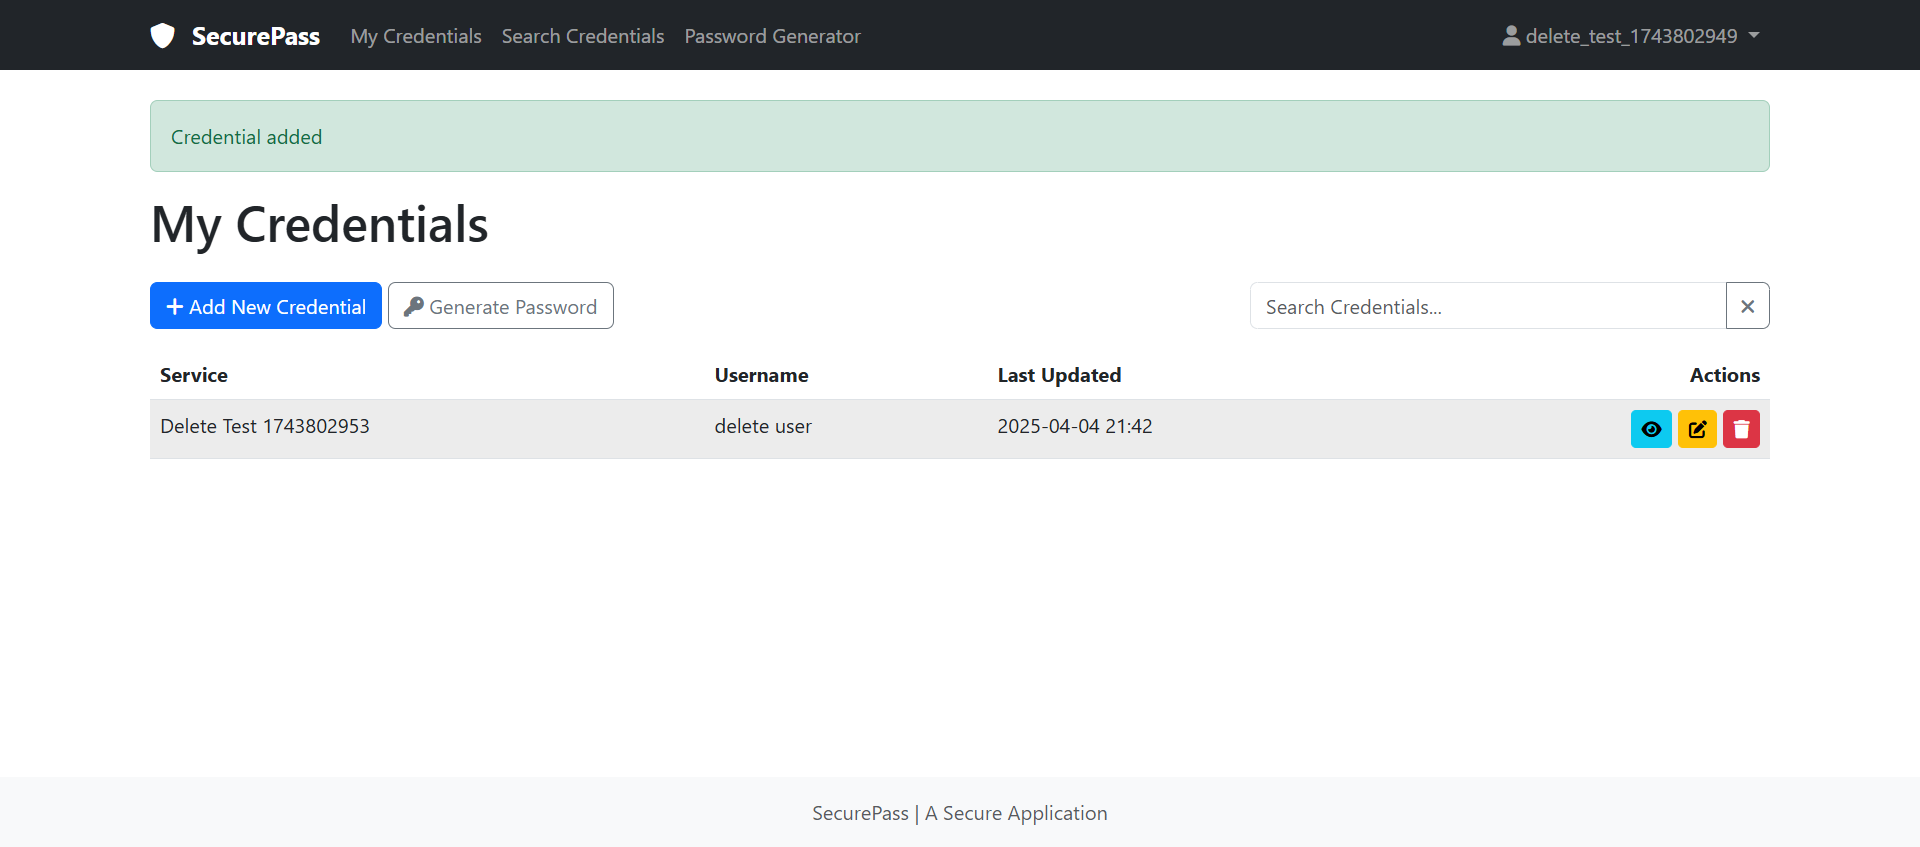 SecurePass My Credentials Search Credentials Password Generator delete_test_1743802949
Credential added
My Credentials
Add New Credential Generate Password Search Credentials...
Service Username Last Updated Actions
Delete Test 1743802953 delete user 2025-04-04 21:42
SecurePass | A Secure Application